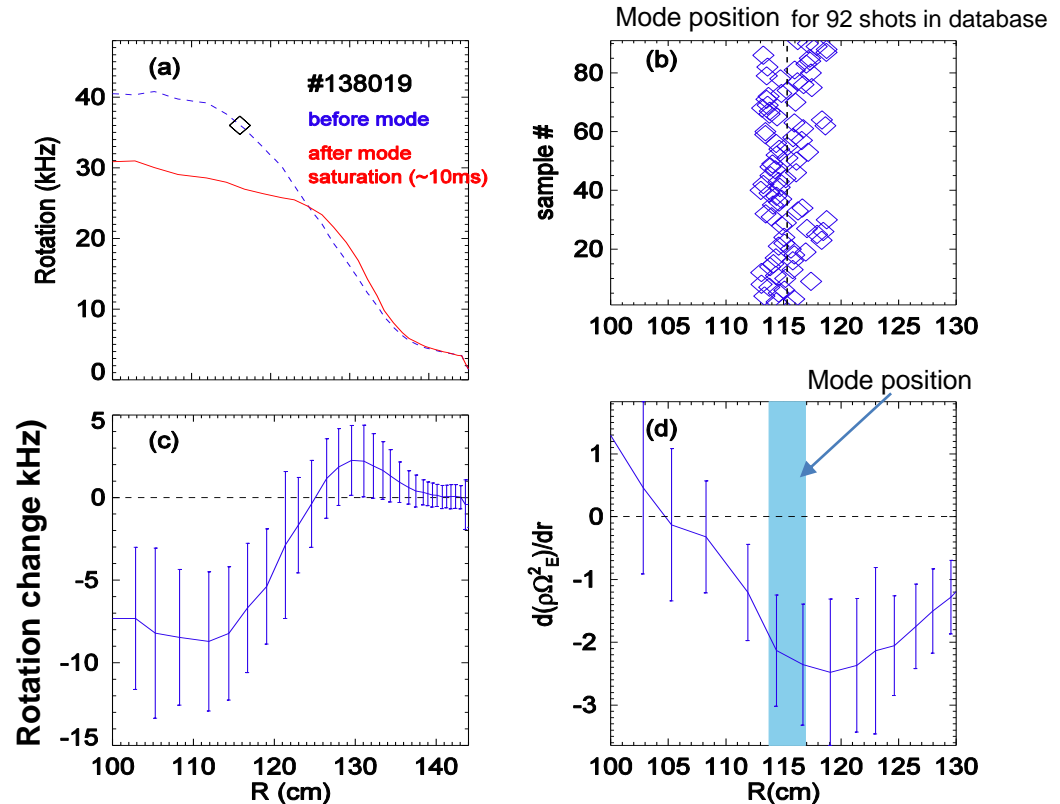 Mode position for 92 shots in database
(a)
#138019
before mode
after mode
saturation (~10ms)
Rotation (kHz)
40
30
20
10
0
(b)
sample #
80
60
40
20
100 105 110 115 120 125 130
Mode position
(c)
Rotation change kHz)
5
0
-5
-10
-15
100 110 120 130 140
R (cm)
(d)
d(ρΩ²_E)/dr
1
0
-1
-2
-3
100 105 110 115 120 125 130
R(cm)